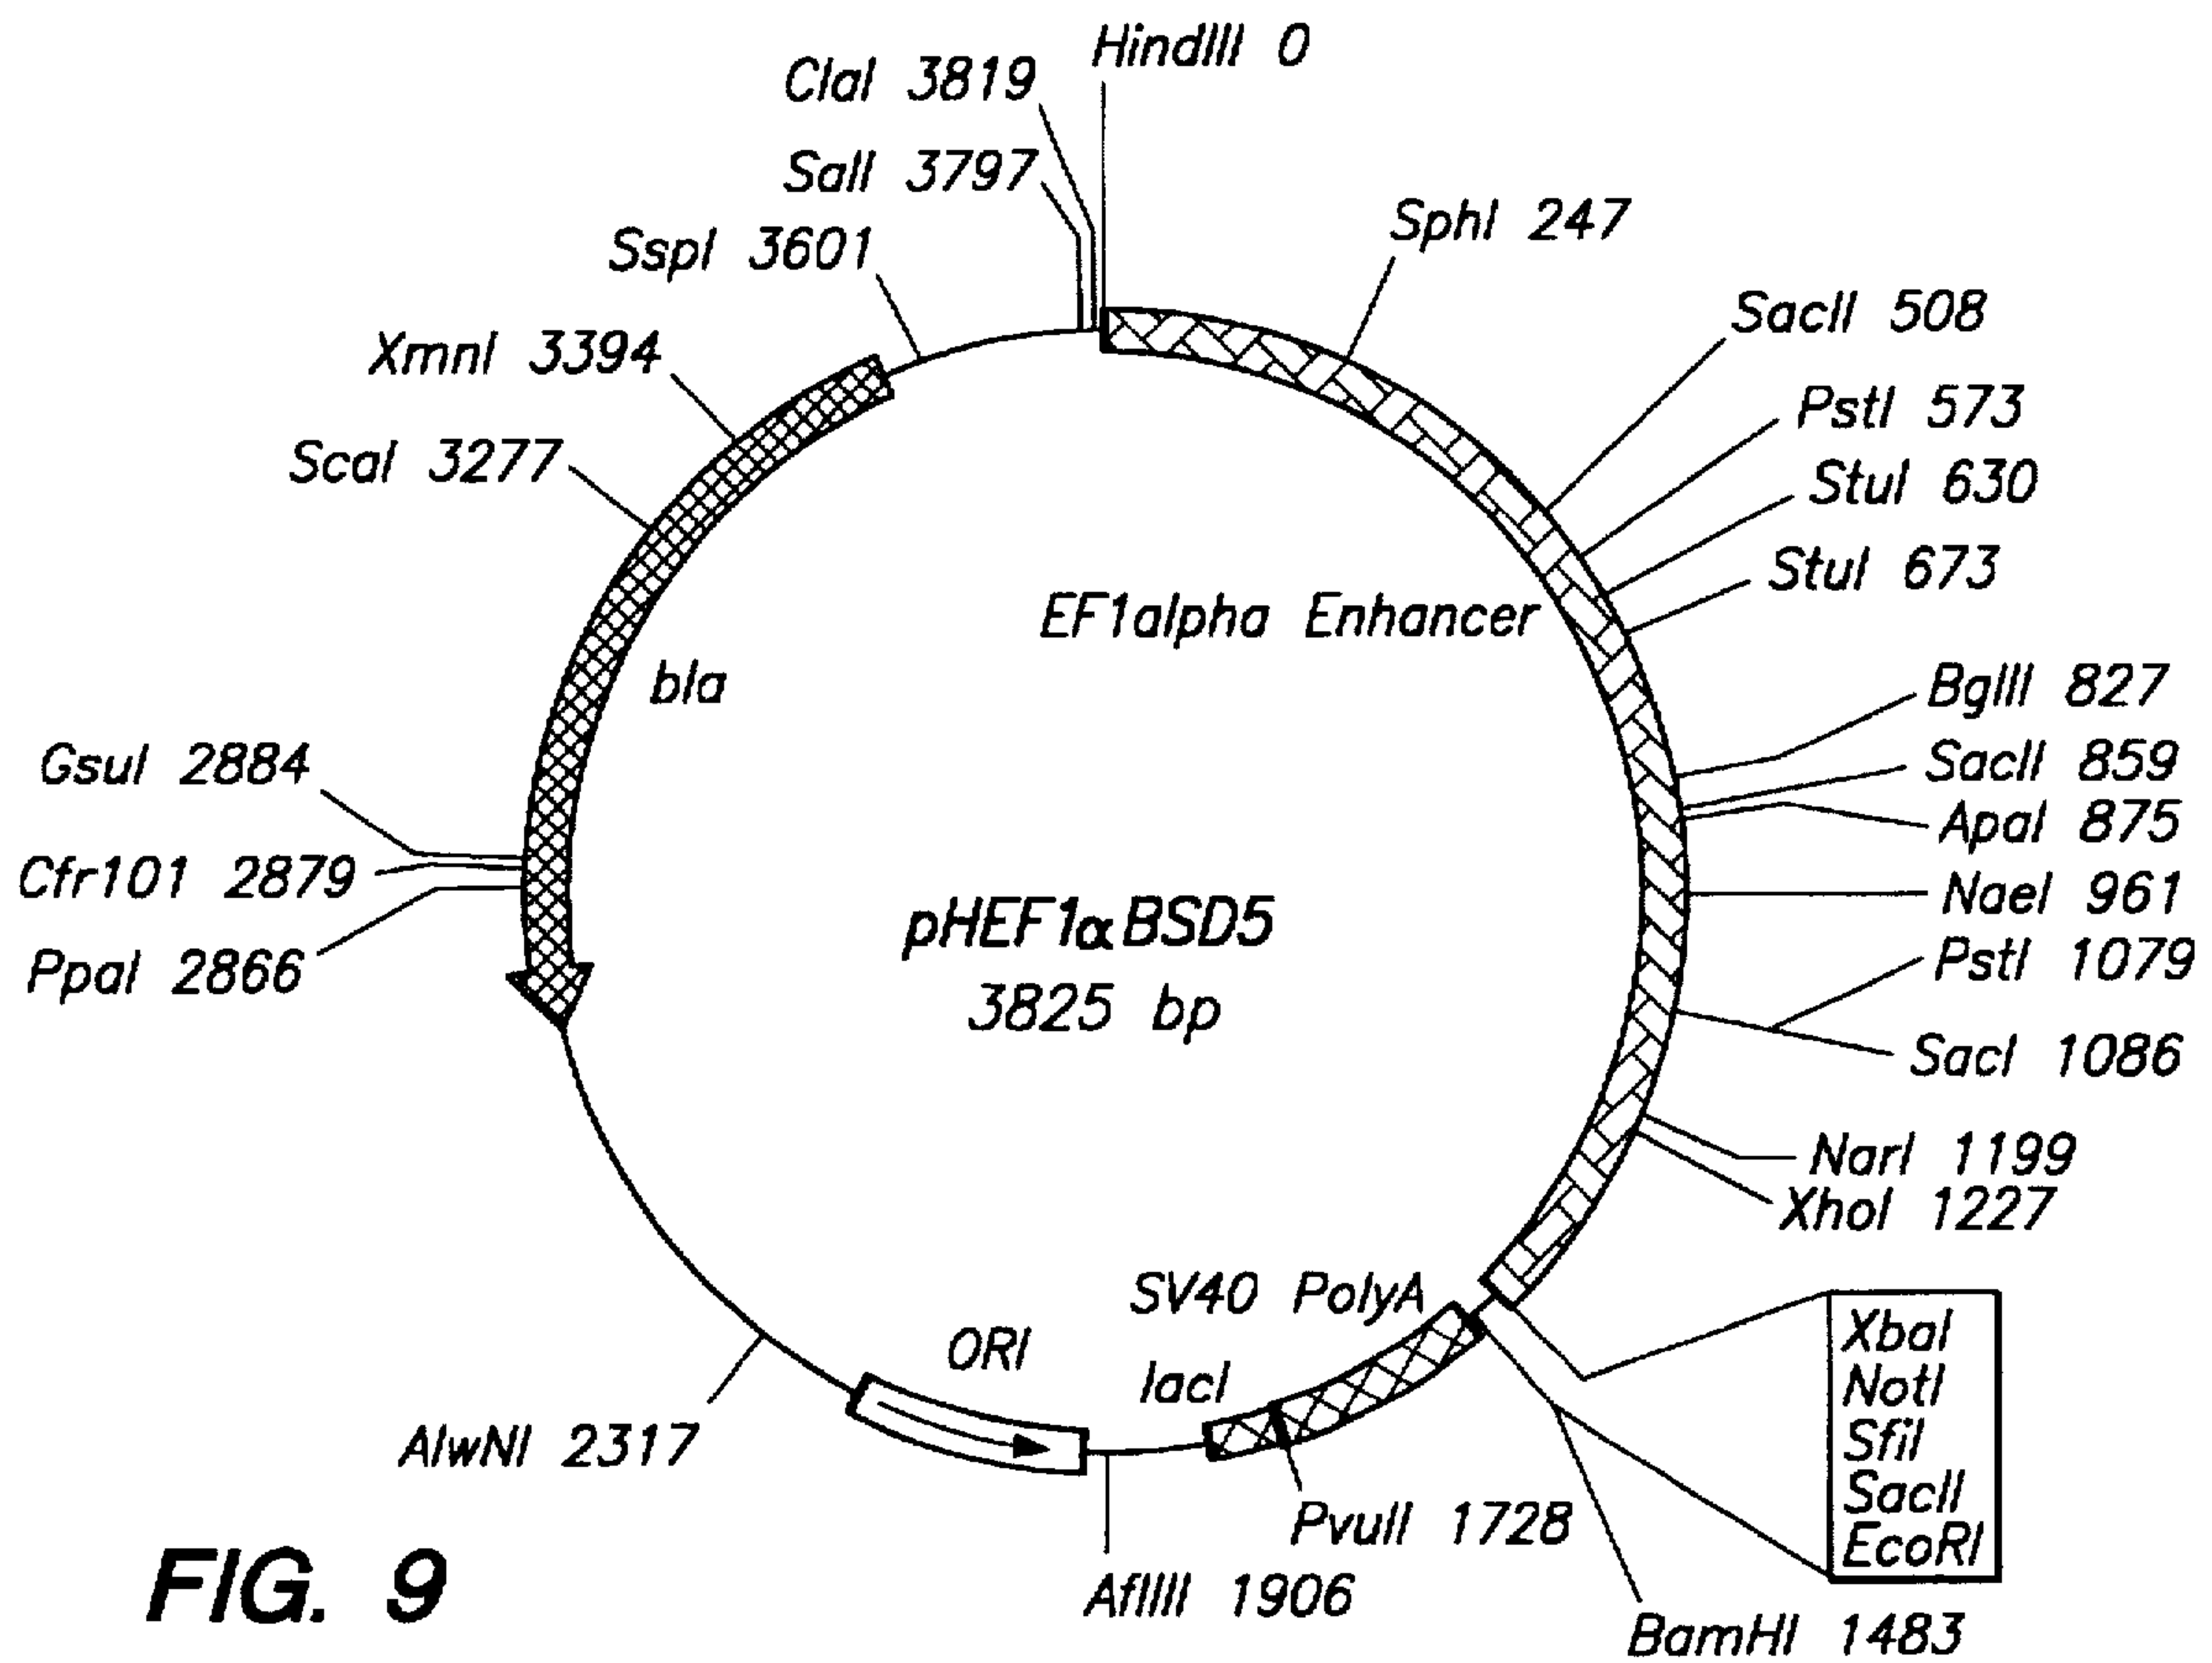 HindIII 0
ClaI 3819
SalI 3797
SspI 3601
XmnI 3394
ScaI 3277
GsuI 2884
Cfr101 2879
PpaI 2866
AlwNI 2317
SphI 247
SacII 508
PstI 573
StuI 630
StuI 673
BglII 827
SacII 859
ApaI 875
NaeI 961
PstI 1079
SacI 1086
NarI 1199
XhoI 1227
XbaI
NotI
SfiI
SacII
EcoRI
BamHI 1483
PvuII 1728
AflIII 1906
EF1alpha Enhancer
bla
pHEF1αBSD5
3825 bp
SV40 PolyA
lacI
ORI
FIG. 9